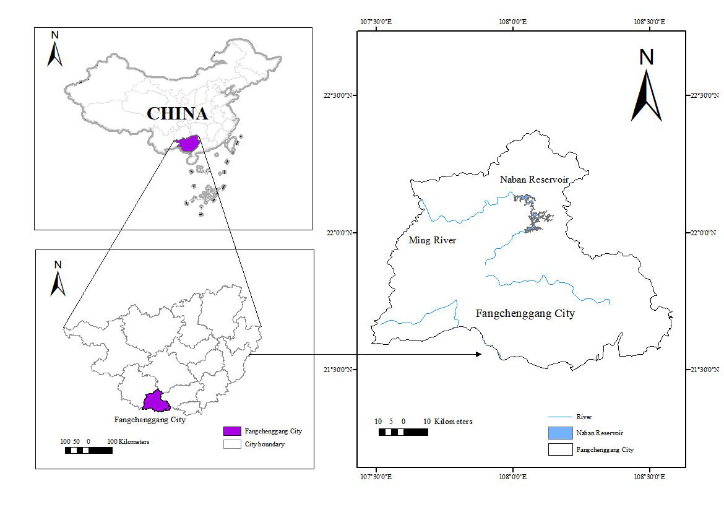 N
CHINA
N
Fangchenggang City
100 50 0 100 Kilometers
Fangchenggang City
City boundary
107°30'0"E 108°0'0"E 108°30'0"E
N
22°30'0"N 22°30'0"N
Naban Reservoir
22°0'0"N 22°0'0"N
Ming River
Fangchenggang City
21°30'0"N 21°30'0"N
10 5 0 10 Kilometers
River
Naban Reservoir
Fangchenggang City
107°30'0"E 108°0'0"E 108°30'0"E